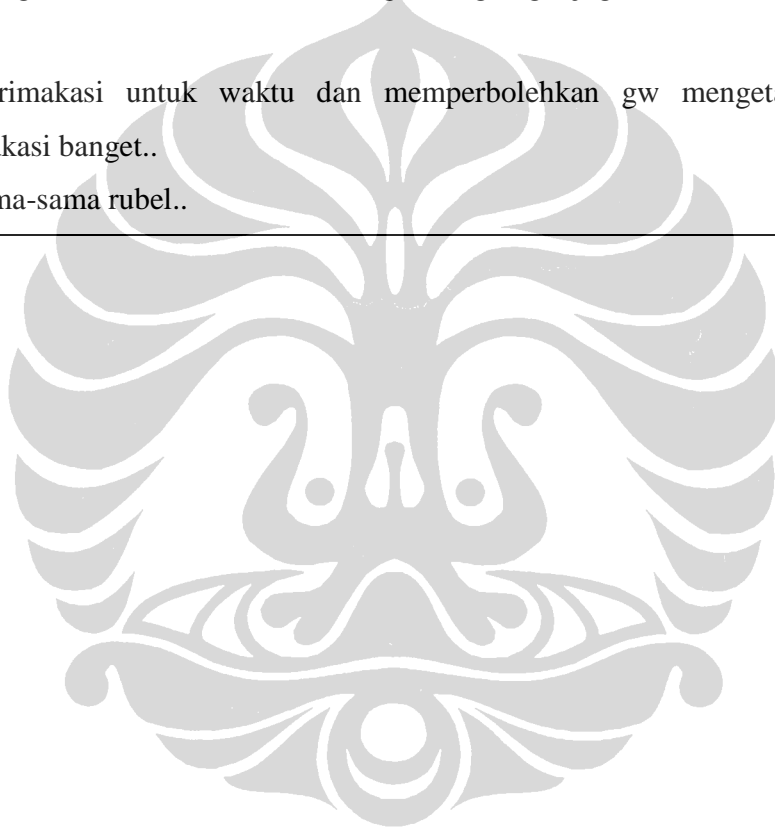 rimakasi untuk waktu dan memperbolehkan gw menget
kasi banget..
na-sama rubel..